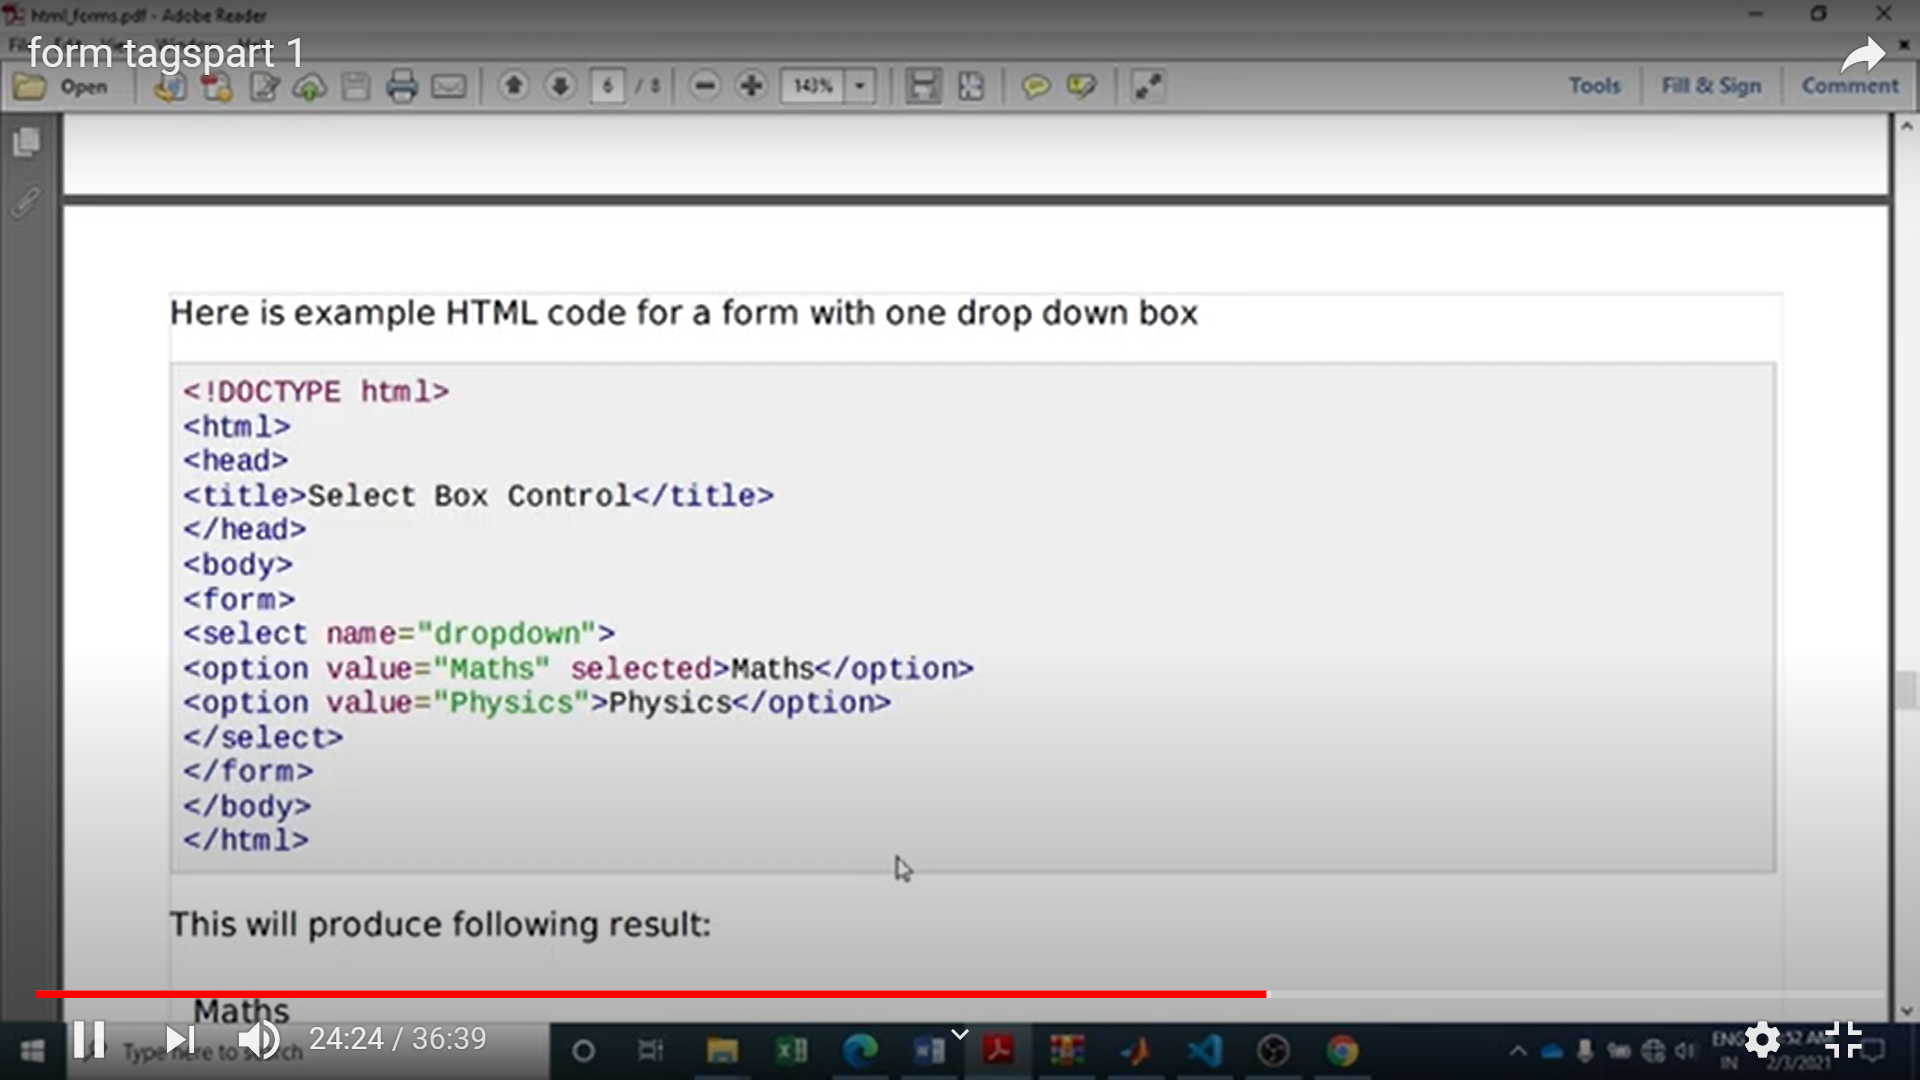 html_forms.pdf - Adobe Reader
form tagspart 1
Open 6 / 8 143% Tools Fill & Sign Comment
Here is example HTML code for a form with one drop down box
<!DOCTYPE html>
<html>
<head>
<title>Select Box Control</title>
</head>
<body>
<form>
<select name="dropdown">
<option value="Maths" selected>Maths</option>
<option value="Physics">Physics</option>
</select>
</form>
</body>
</html>
This will produce following result:
Maths
24:24 / 36:39
Type here to search
ENG
IN 2/3/2021